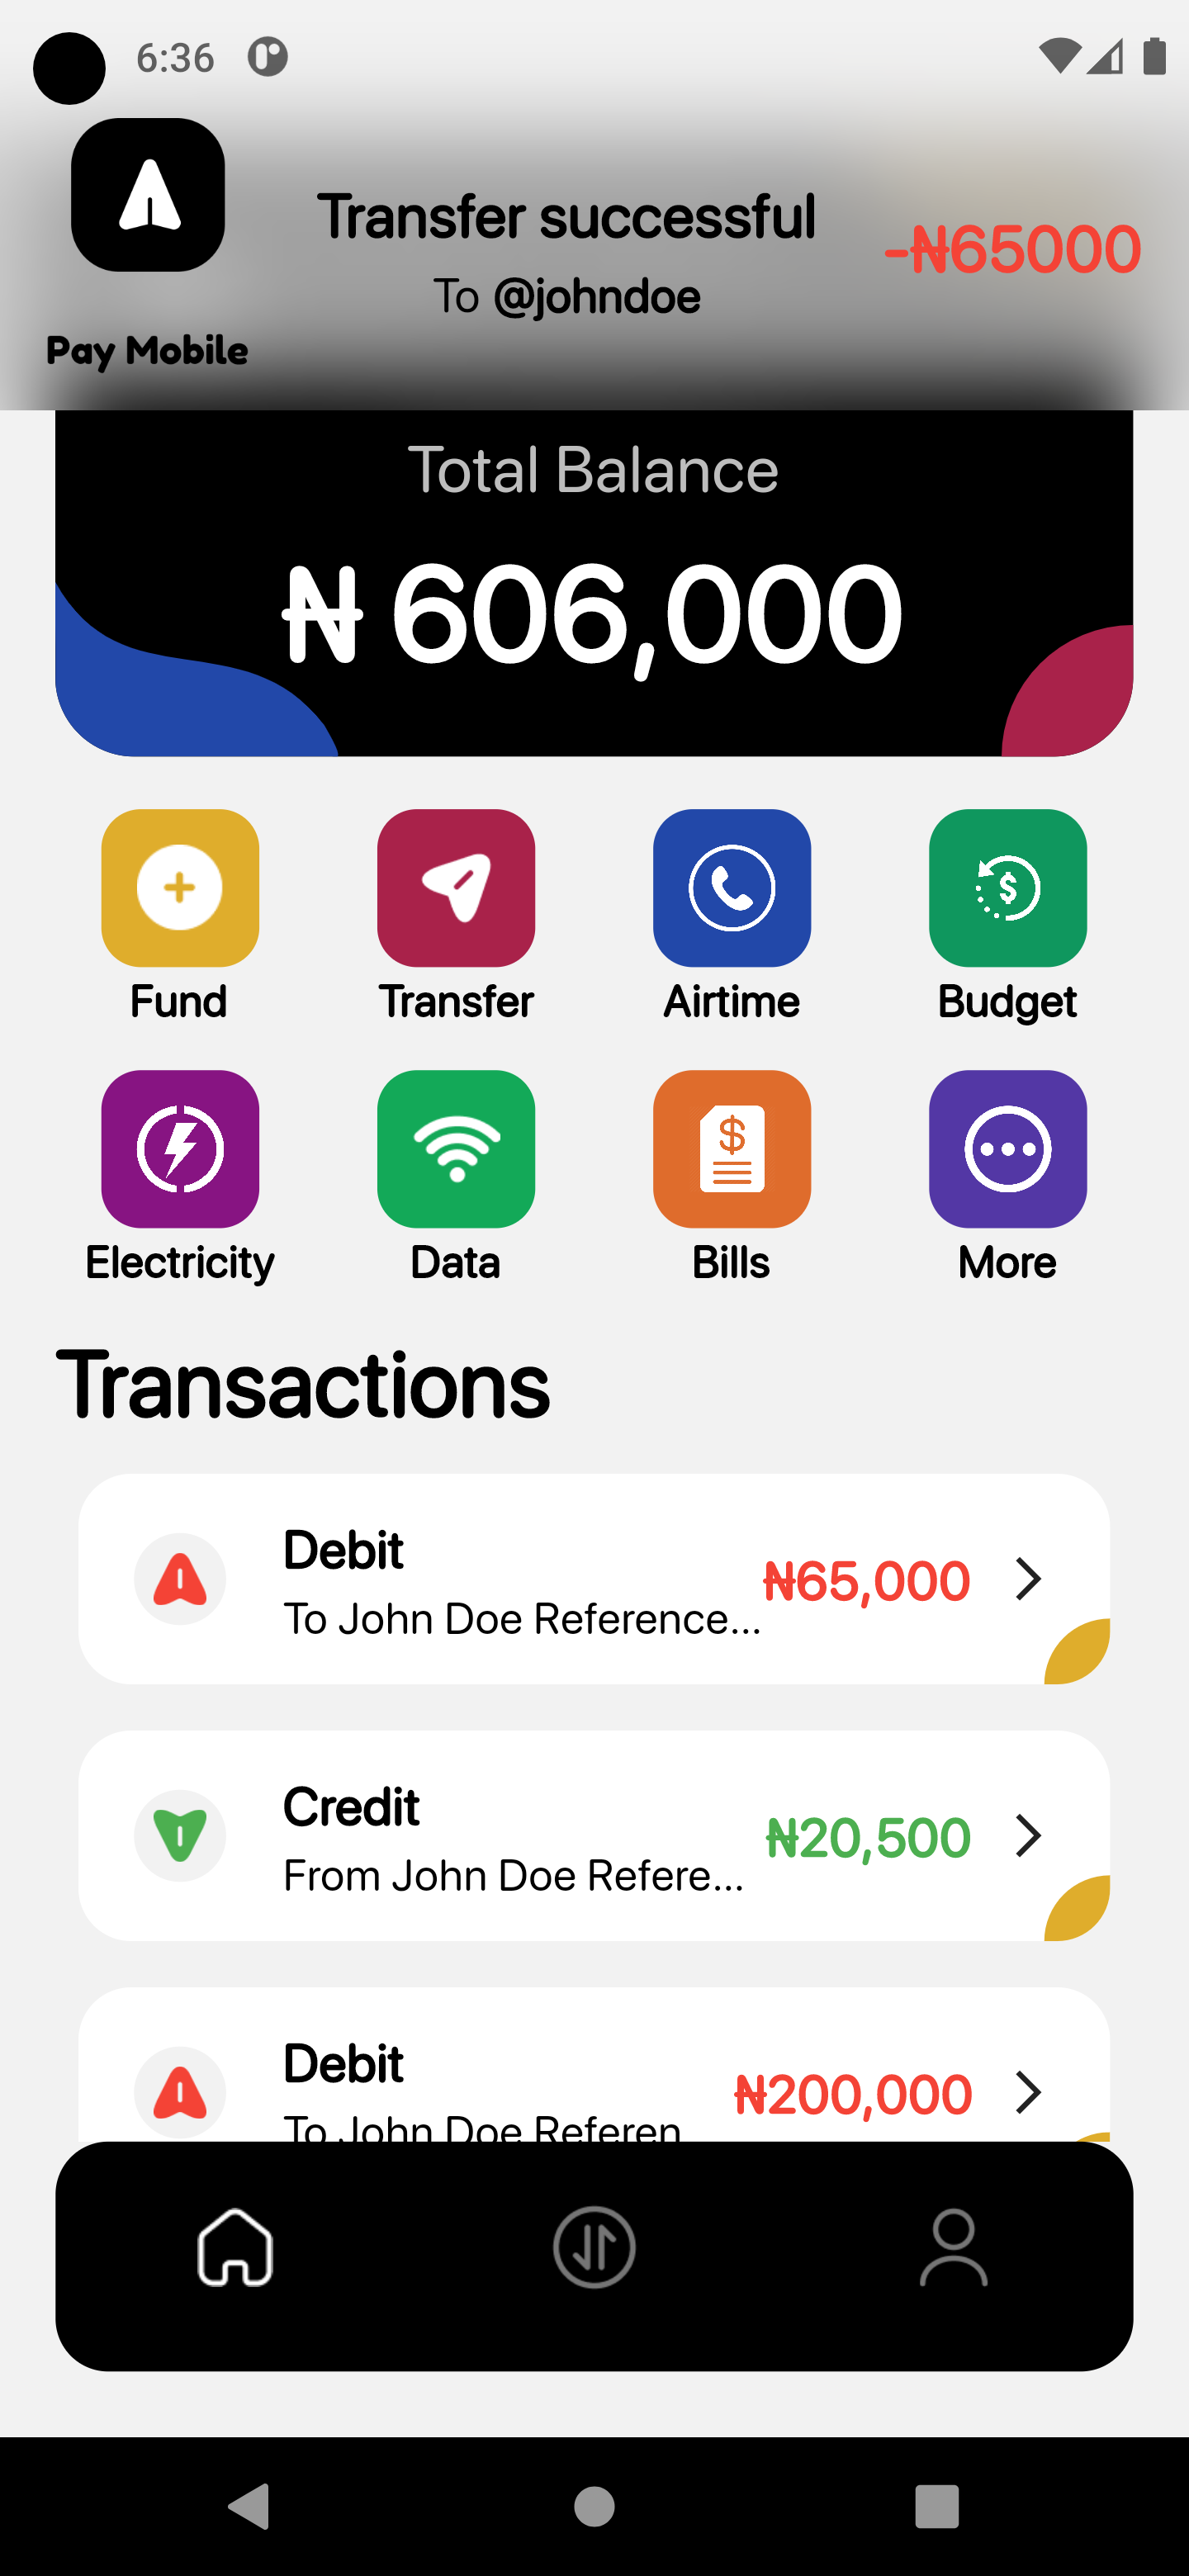 6:36
Transfer successful
-₦65000
To @johndoe
Pay Mobile
Total Balance
₦ 606,000
Fund Transfer Airtime Budget
Electricity Data Bills More
Transactions
Debit
₦65,000
To John Doe Reference...
Credit
₦20,500
From John Doe Refere...
Debit
₦200,000
To John Doe Referen